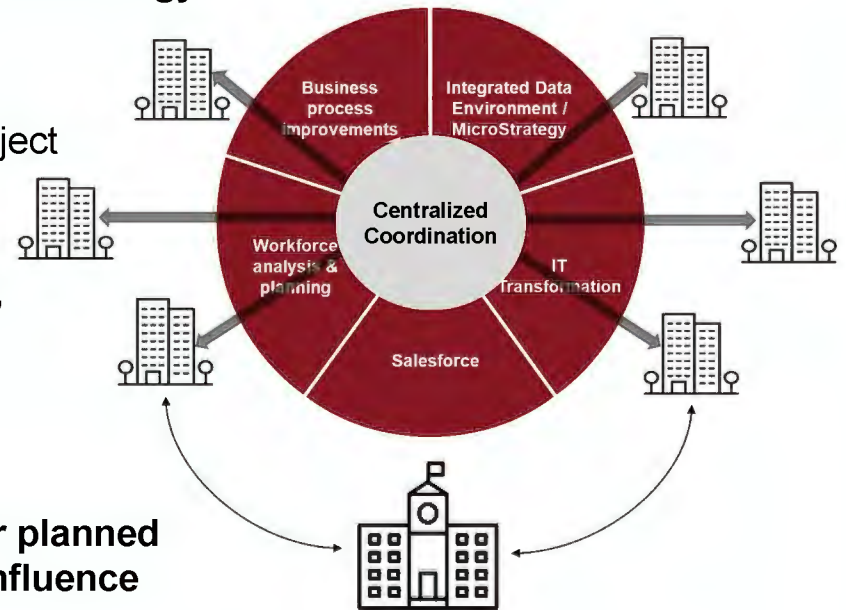 Business
process
improvements
Integrated Data
Environment /
MicroStrategy
ject
Centralized
Coordination
Workforce
analysis &
planning
IT
Transformation
,
Salesforce
r planned
nfluence